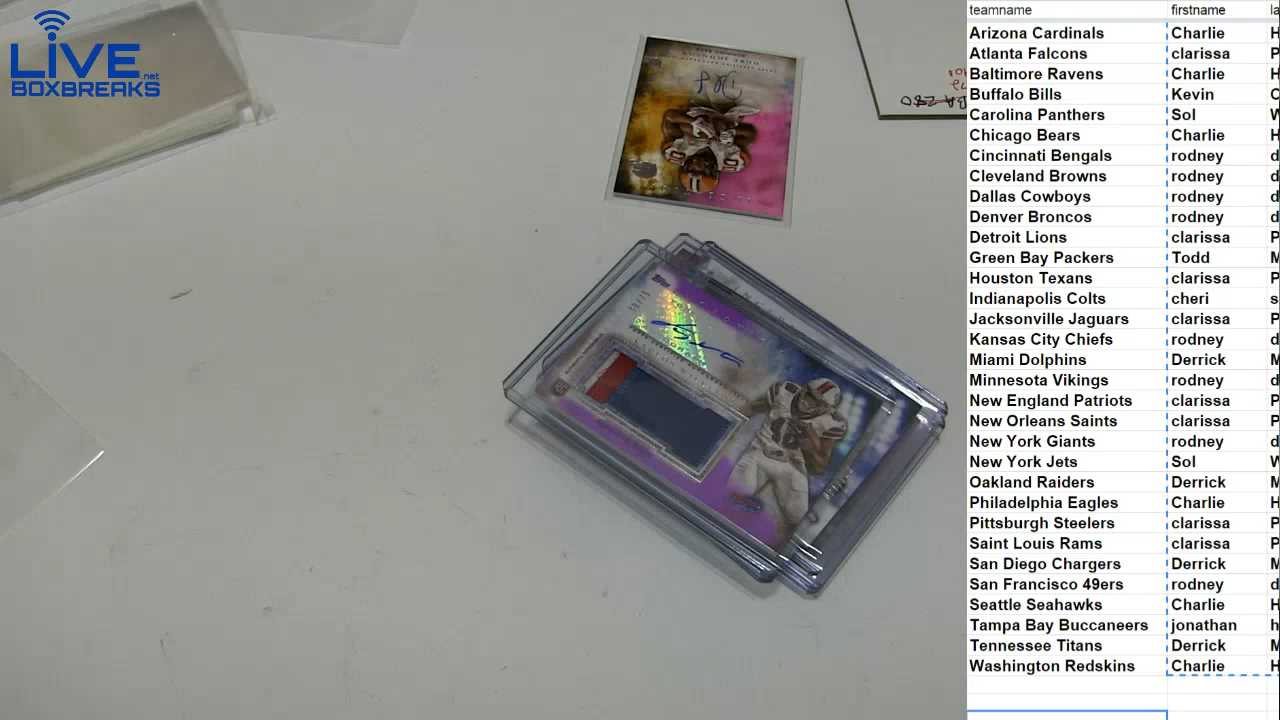 LIVE
BOXBREAKS.net
teamname firstname la
Arizona Cardinals Charlie H
Atlanta Falcons clarissa P
Baltimore Ravens Charlie H
Buffalo Bills Kevin C
Carolina Panthers Sol W
Chicago Bears Charlie H
Cincinnati Bengals rodney d
Cleveland Browns rodney d
Dallas Cowboys rodney d
Denver Broncos rodney d
Detroit Lions clarissa P
Green Bay Packers Todd M
Houston Texans clarissa P
Indianapolis Colts cheri s
Jacksonville Jaguars clarissa P
Kansas City Chiefs rodney d
Miami Dolphins Derrick M
Minnesota Vikings rodney d
New England Patriots clarissa P
New Orleans Saints clarissa P
New York Giants rodney d
New York Jets Sol W
Oakland Raiders Derrick M
Philadelphia Eagles Charlie H
Pittsburgh Steelers clarissa P
Saint Louis Rams clarissa P
San Diego Chargers Derrick M
San Francisco 49ers rodney d
Seattle Seahawks Charlie H
Tampa Bay Buccaneers jonathan h
Tennessee Titans Derrick M
Washington Redskins Charlie H